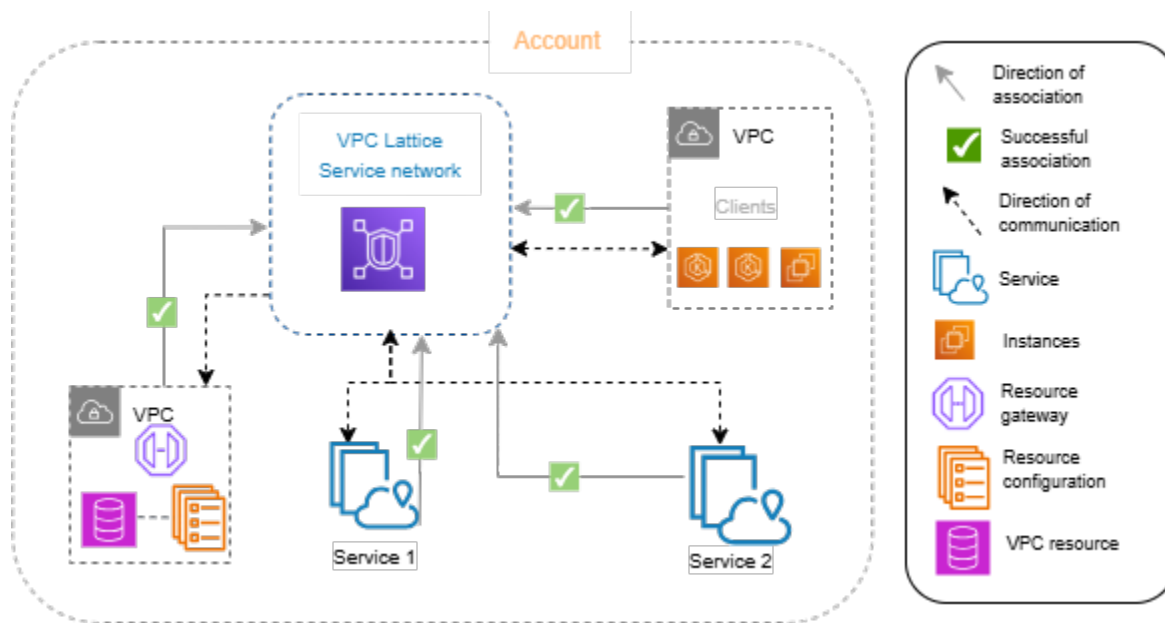 Account
VPC Lattice
Service network
VPC
Clients
VPC
Service 1
Service 2
Direction of
association
Successful
association
Direction of
communication
Service
Instances
Resource
gateway
Resource
configuration
VPC resource